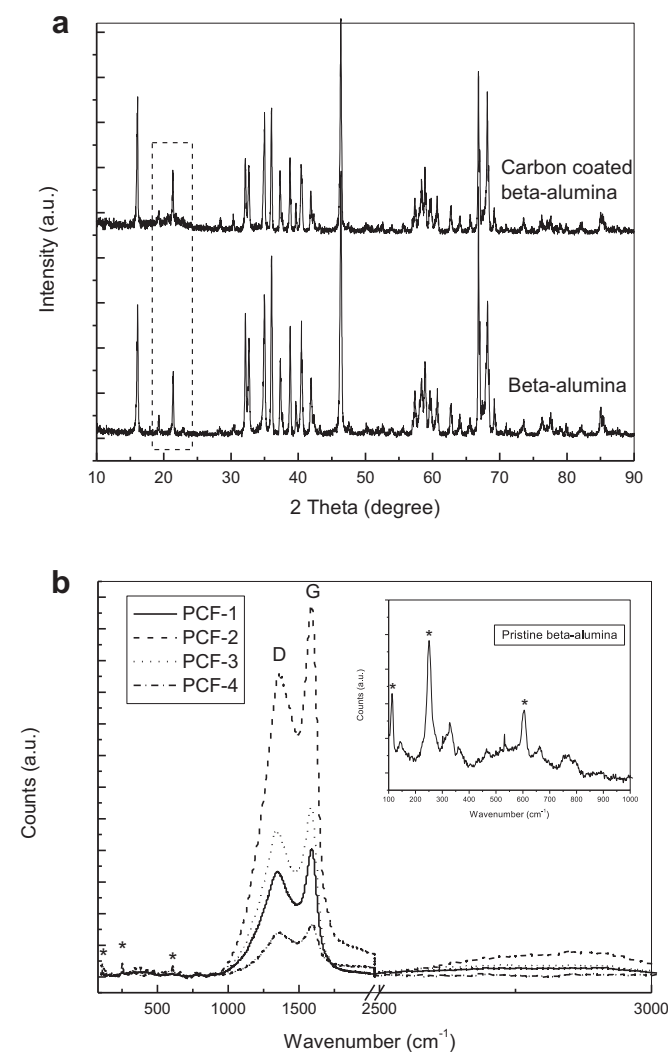 a
Carbon coated
beta-alumina
Beta-alumina
Intensity (a.u.)
10 20 30 40 50 60 70 80 90
2 Theta (degree)
b
PCF-1
PCF-2
PCF-3
PCF-4
D
G
Pristine beta-alumina
*
*
*
Counts (a.u.)
100 200 300 400 500 600 700 800 900 1000
Wavenumber (cm⁻¹)
Counts (a.u.)
* * *
500 1000 1500 2500 3000
Wavenumber (cm⁻¹)